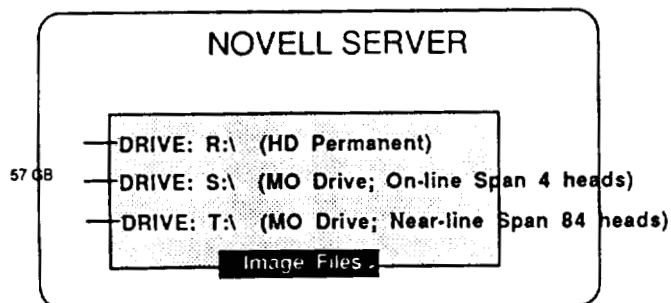 NOVELL SERVER
DRIVE: R:\ (HD Permanent)
57 GB
DRIVE: S:\ (MO Drive; On-line Span 4 heads)
DRIVE: T:\ (MO Drive; Near-line Span 84 heads)
Image Files